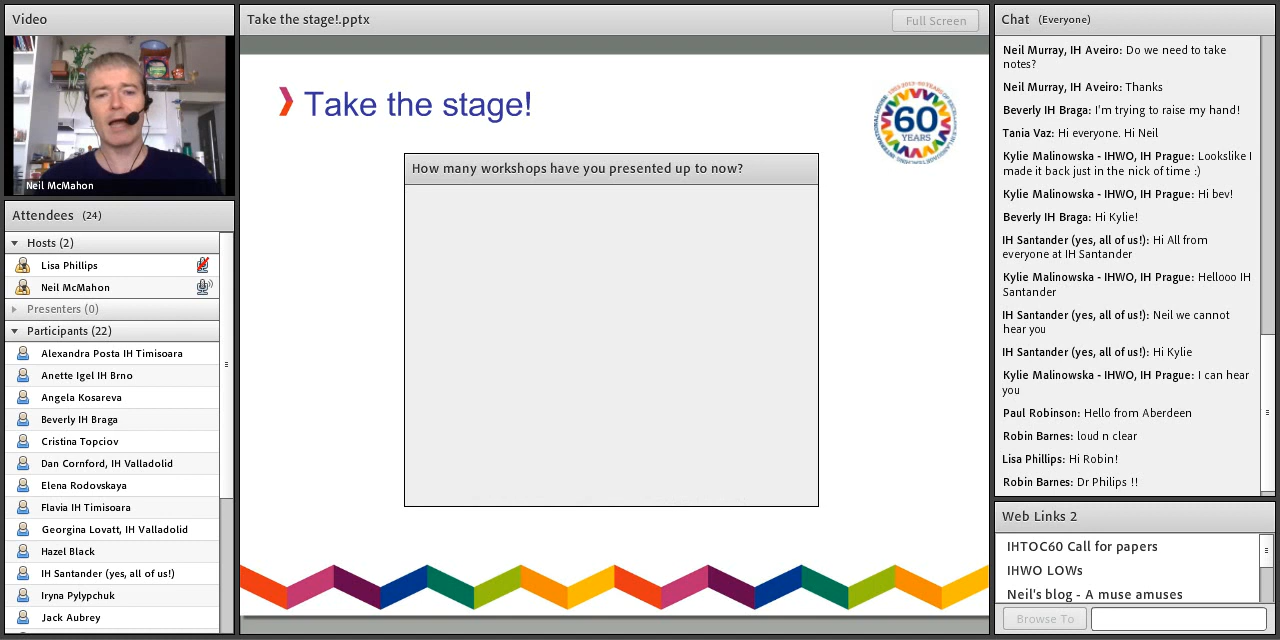 Video
Neil McMahon
Attendees (24)
Hosts (2)
Lisa Phillips
Neil McMahon
Presenters (0)
Participants (22)
Alexandra Posta IH Timisoara
Anette Igel IH Brno
Angela Kosareva
Beverly IH Braga
Cristina Topciov
Dan Cornford, IH Valladolid
Elena Rodovskaya
Flavia IH Timisoara
Georgina Lovatt, IH Valladolid
Hazel Black
IH Santander (yes, all of us!)
Iryna Pylypchuk
Jack Aubrey
Take the stage!.pptx
Full Screen
Take the stage!
60
YEARS
How many workshops have you presented up to now?
Chat (Everyone)
Neil Murray, IH Aveiro: Do we need to take
notes?
Neil Murray, IH Aveiro: Thanks
Beverly IH Braga: I'm trying to raise my hand!
Tania Vaz: Hi everyone. Hi Neil
Kylie Malinowska - IHWO, IH Prague: Lookslike I
made it back just in the nick of time :)
Kylie Malinowska - IHWO, IH Prague: Hi bev!
Beverly IH Braga: Hi Kylie!
IH Santander (yes, all of us!): Hi All from
everyone at IH Santander
Kylie Malinowska - IHWO, IH Prague: Hellooo IH
Santander
IH Santander (yes, all of us!): Neil we cannot
hear you
IH Santander (yes, all of us!): Hi Kylie
Kylie Malinowska - IHWO, IH Prague: I can hear
you
Paul Robinson: Hello from Aberdeen
Robin Barnes: loud n clear
Lisa Phillips: Hi Robin!
Robin Barnes: Dr Philips !!
Web Links 2
IHTOC60 Call for papers
IHWO LOWs
Neil's blog - A muse amuses
Browse To